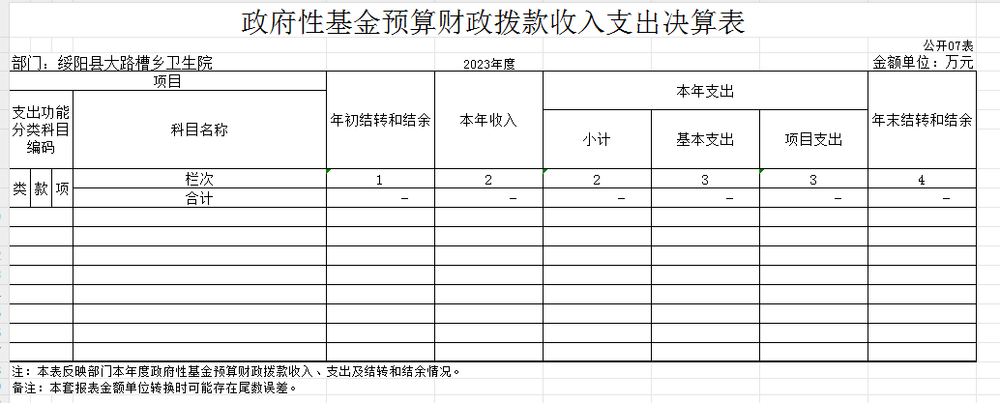 政府性基金预算财政拨款收入支出决算表
公开07表
部门：绥阳县大路槽乡卫生院 2023年度 金额单位：万元
项目 年初结转和结余 本年收入 本年支出 年末结转和结余
支出功能
分类科目
编码
科目名称 小计 基本支出 项目支出
类 款 项 栏次 1 2 2 3 3 4
合计 - - - - - -
注：本表反映部门本年度政府性基金预算财政拨款收入、支出及结转和结余情况。
备注：本套报表金额单位转换时可能存在尾数误差。